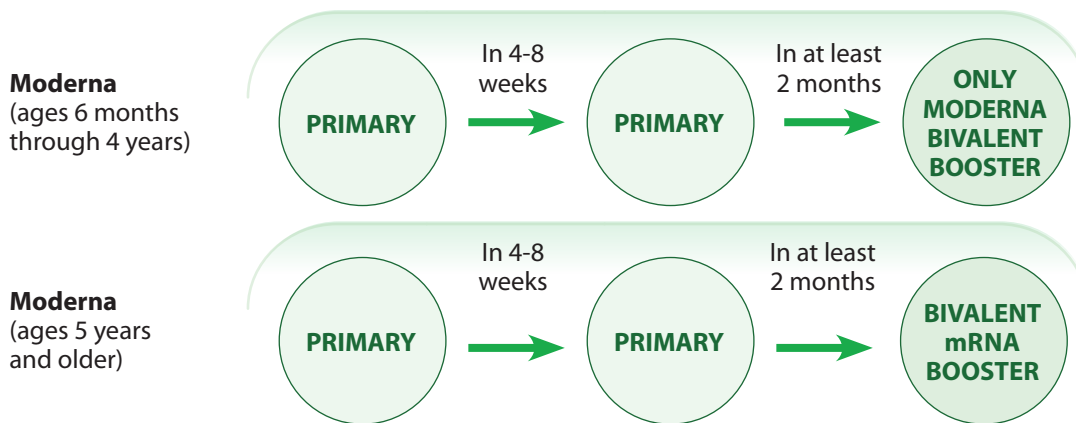 Moderna
(ages 6 months
through 4 years)
PRIMARY
In 4-8
weeks
PRIMARY
In at least
2 months
ONLY
MODERNA
BIVALENT
BOOSTER
Moderna
(ages 5 years
and older)
PRIMARY
In 4-8
weeks
PRIMARY
In at least
2 months
BIVALENT
mRNA
BOOSTER